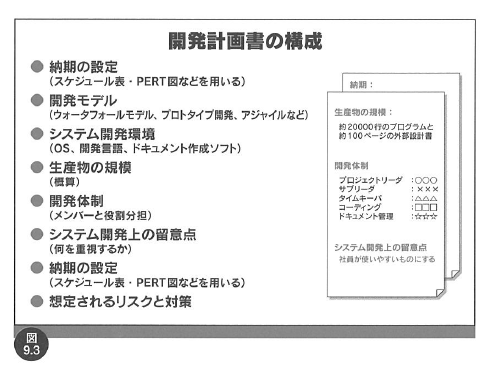 開発計画書の構成
● 納期の設定
(スケジュール表・PERT図などを用いる)
● 開発モデル
(ウォータフォールモデル、プロトタイプ開発、アジャイルなど)
● システム開発環境
(OS、開発言語、ドキュメント作成ソフト)
● 生産物の規模
(概算)
● 開発体制
(メンバーと役割分担)
● システム開発上の留意点
(何を重視するか)
● 納期の設定
(スケジュール表・PERT図などを用いる)
● 想定されるリスクと対策
納期：
生産物の規模：
約20000行のプログラムと
約100ページの外部設計書
開発体制
プロジェクトリーダ：○○○
サブリーダ：×××
タイムキーパ：△△△
コーディング：□□□
ドキュメント管理：☆☆☆
システム開発上の留意点
社員が使いやすいものにする
図
9.3